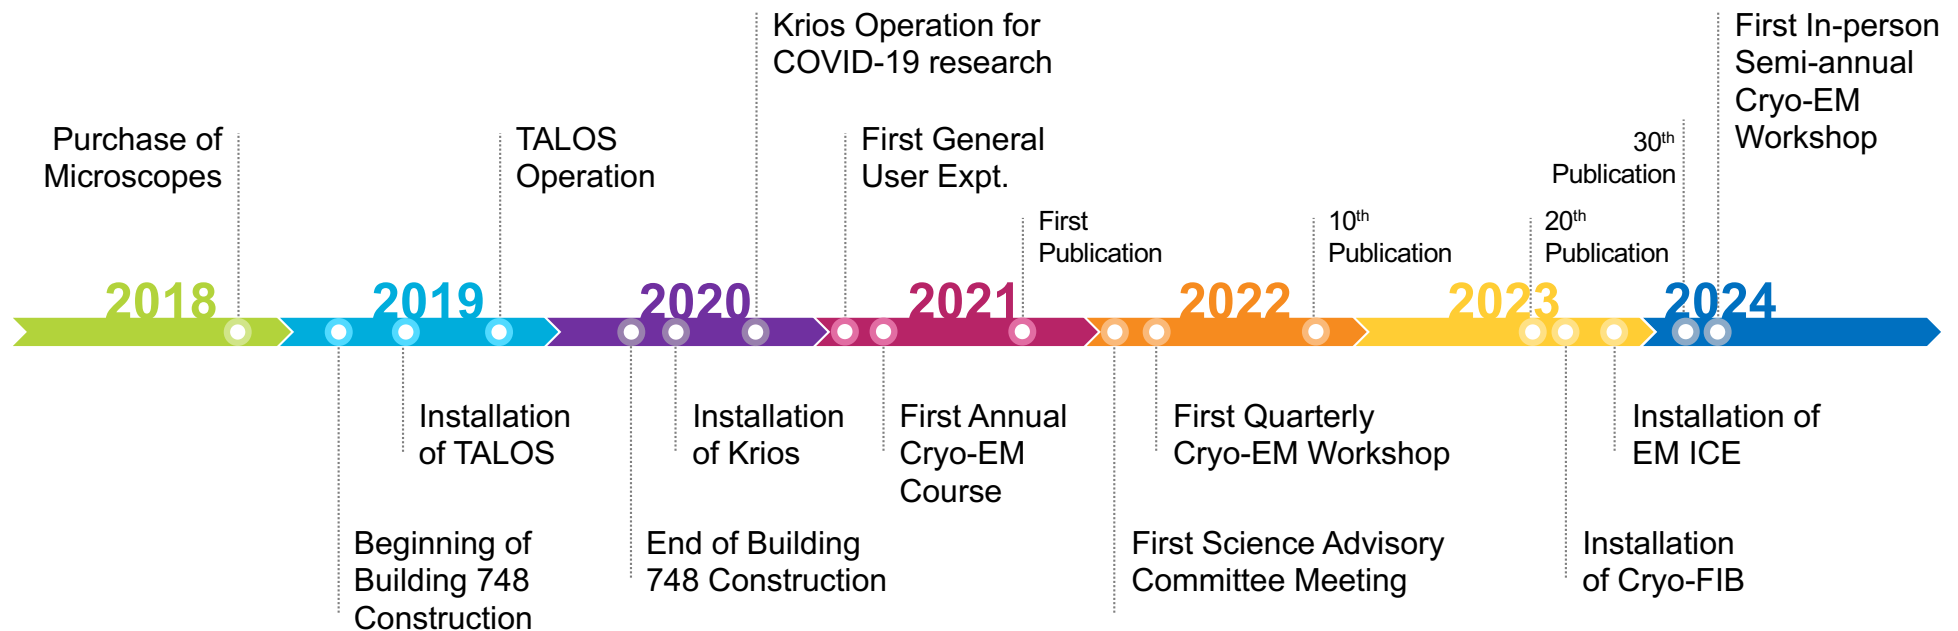 Krios Operation for
COVID-19 research
First In-person
Semi-annual
Cryo-EM
Workshop
Purchase of
Microscopes
TALOS
Operation
First General
User Expt.
30th
Publication
First
Publication
10th
Publication
20th
Publication
2018
2019
2020
2021
2022
2023
2024
Installation
of TALOS
Installation
of Krios
First Annual
Cryo-EM
Course
First Quarterly
Cryo-EM Workshop
Installation of
EM ICE
Beginning of
Building 748
Construction
End of Building
748 Construction
First Science Advisory
Committee Meeting
Installation
of Cryo-FIB